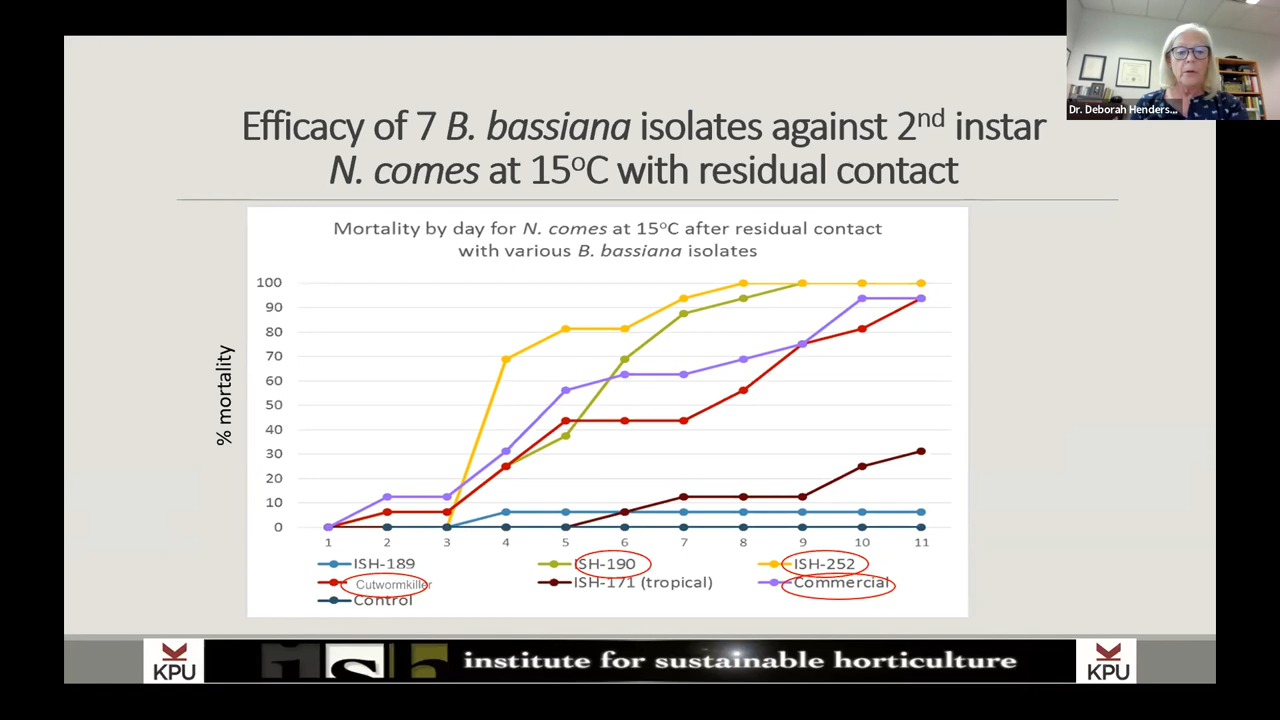 Dr. Deborah Henders...
Efficacy of 7 B. bassiana isolates against 2nd instar
N. comes at 15oC with residual contact
Mortality by day for N. comes at 15oC after residual contact
with various B. bassiana isolates
% mortality
100
90
80
70
60
50
40
30
20
10
0
1 2 3 4 5 6 7 8 9 10 11
ISH-189 ISH-190 ISH-252
Cutwormkiller ISH-171 (tropical) Commercial
Control
KPU ish institute for sustainable horticulture KPU